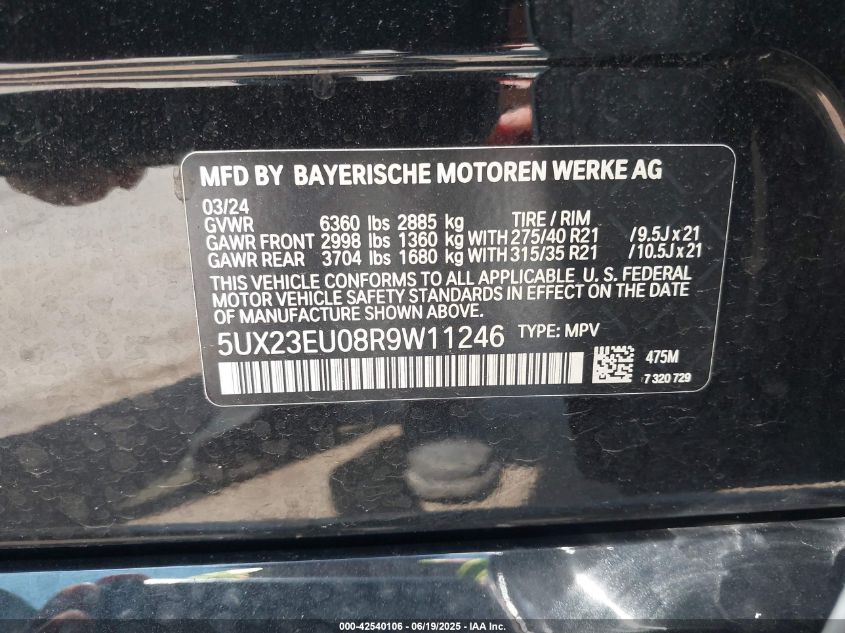 MFD BY BAYERISCHE MOTOREN WERKE AG
03/24
GVWR 6360 lbs 2885 kg TIRE / RIM
GAWR FRONT 2998 lbs 1360 kg WITH 275/40 R21 /9.5J x 21
GAWR REAR 3704 lbs 1680 kg WITH 315/35 R21 /10.5J x 21
THIS VEHICLE CONFORMS TO ALL APPLICABLE U. S. FEDERAL
MOTOR VEHICLE SAFETY STANDARDS IN EFFECT ON THE DATE
OF MANUFACTURE SHOWN ABOVE.
5UX23EU08R9W11246 TYPE: MPV
475M
7 320 729
000-42540106 - 06/19/2025 - IAA Inc.